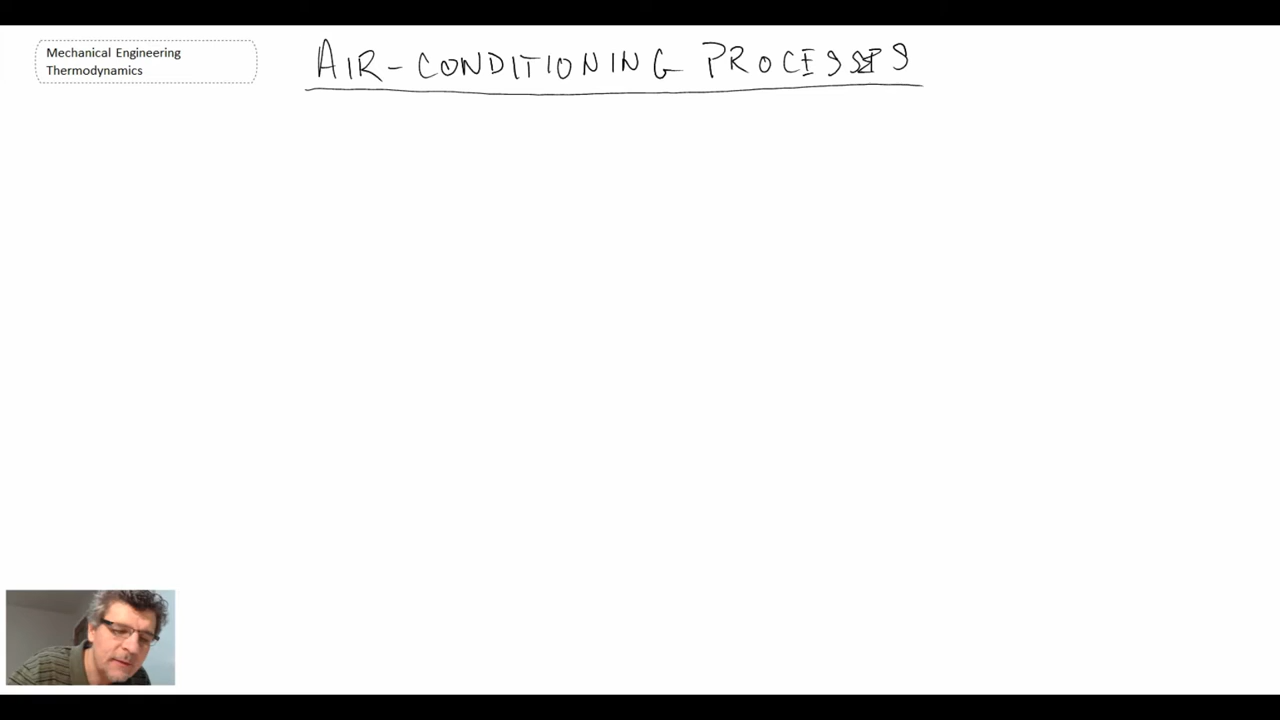 Mechanical Engineering
Thermodynamics
AIR-CONDITIONING PROCESSES